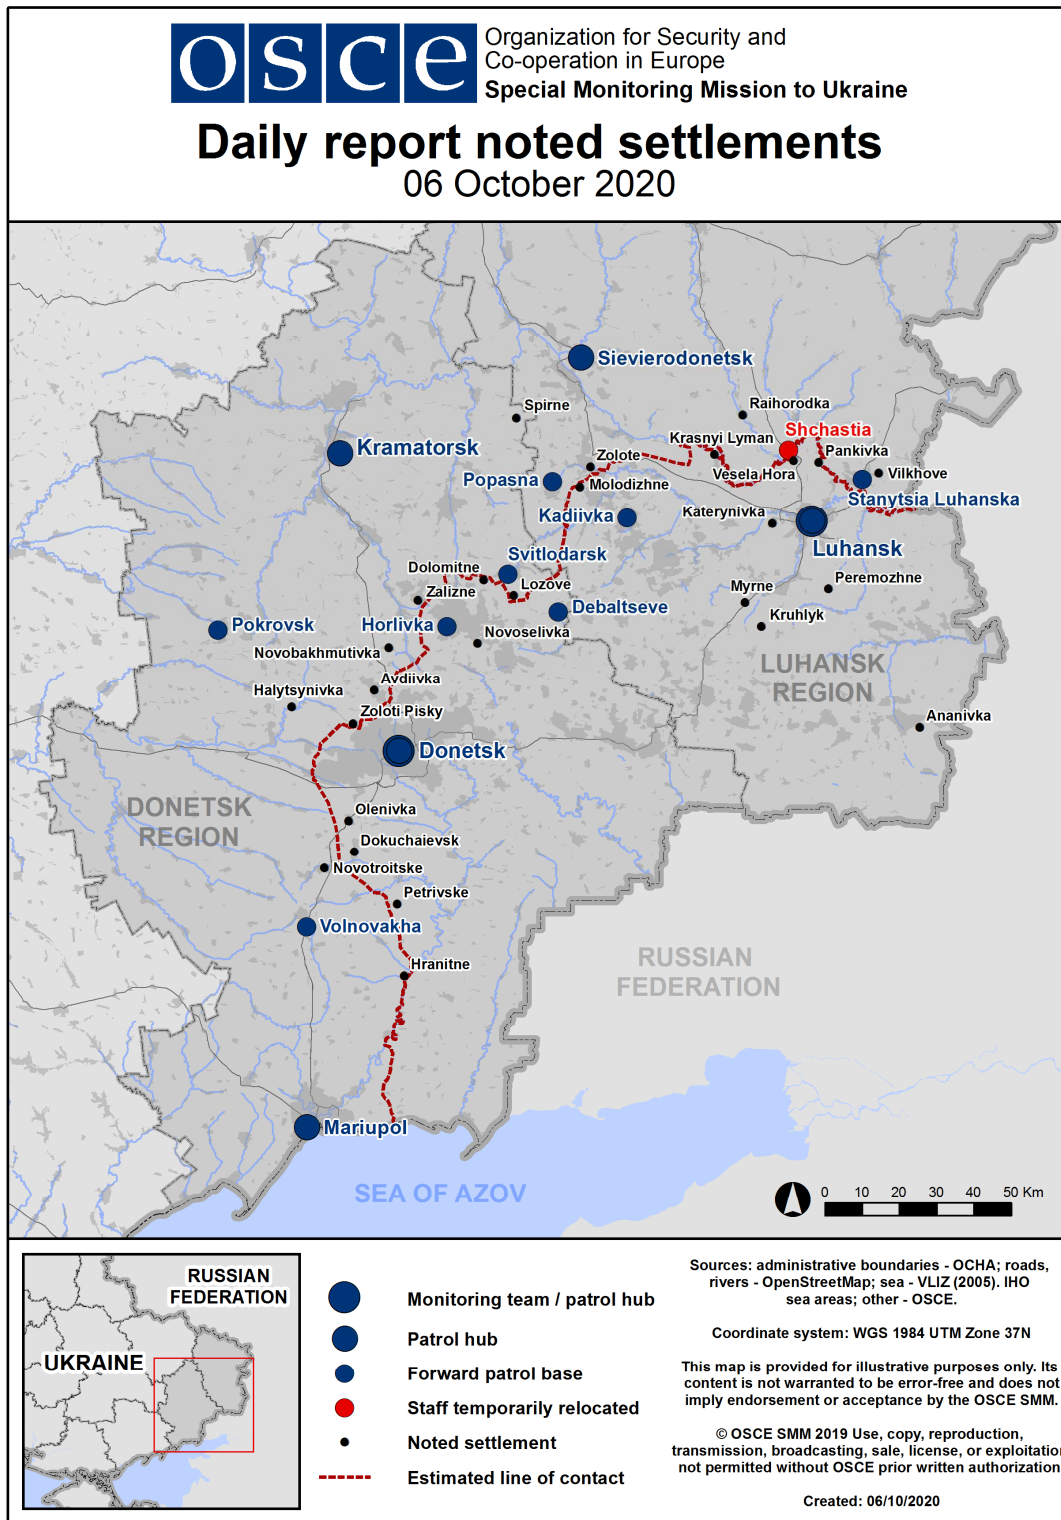 osce
Organization for Security and
Co-operation in Europe
Special Monitoring Mission to Ukraine
Daily report noted settlements
06 October 2020
Sievierodonetsk
Spirne
Raihorodka
Shchastia
Krasnyi Lyman
Kramatorsk
Pankivka
Zolote
Vesela Hora
Vilkhove
Popasna
Molodizhne
Stanytsia Luhanska
Kadiivka
Katerynivka
Luhansk
Svitlodarsk
Dolomitne
Peremozhne
Lozove
Myrne
Zalizne
Debaltseve
Kruhlyk
Pokrovsk
Horlivka
Novoselivka
Novobakhmutivka
LUHANSK
REGION
Avdiivka
Halytsynivka
Zoloti Pisky
Ananivka
Donetsk
DONETSK
REGION
Olenivka
Dokuchaievsk
Novotroitske
Petrivske
Volnovakha
Hranitne
RUSSIAN
FEDERATION
Mariupol
SEA OF AZOV
0 10 20 30 40 50 Km
RUSSIAN
FEDERATION
UKRAINE
Monitoring team / patrol hub
Patrol hub
Forward patrol base
Staff temporarily relocated
Noted settlement
Estimated line of contact
Sources: administrative boundaries - OCHA; roads,
rivers - OpenStreetMap; sea - VLIZ (2005). IHO
sea areas; other - OSCE.
Coordinate system: WGS 1984 UTM Zone 37N
This map is provided for illustrative purposes only. Its
content is not warranted to be error-free and does not
imply endorsement or acceptance by the OSCE SMM.
© OSCE SMM 2019 Use, copy, reproduction,
transmission, broadcasting, sale, license, or exploitation
not permitted without OSCE prior written authorization
Created: 06/10/2020